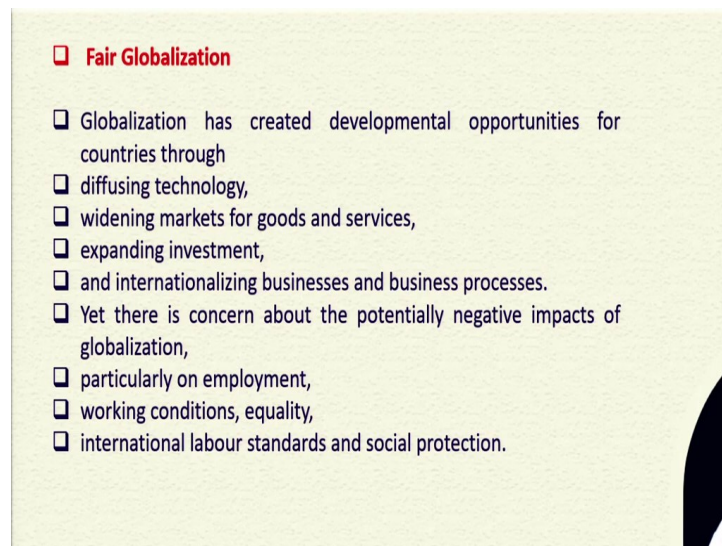 Fair Globalization
Globalization has created developmental opportunities for
countries through
diffusing technology,
widening markets for goods and services,
expanding investment,
and internationalizing businesses and business processes.
Yet there is concern about the potentially negative impacts of
globalization,
particularly on employment,
working conditions, equality,
international labour standards and social protection.